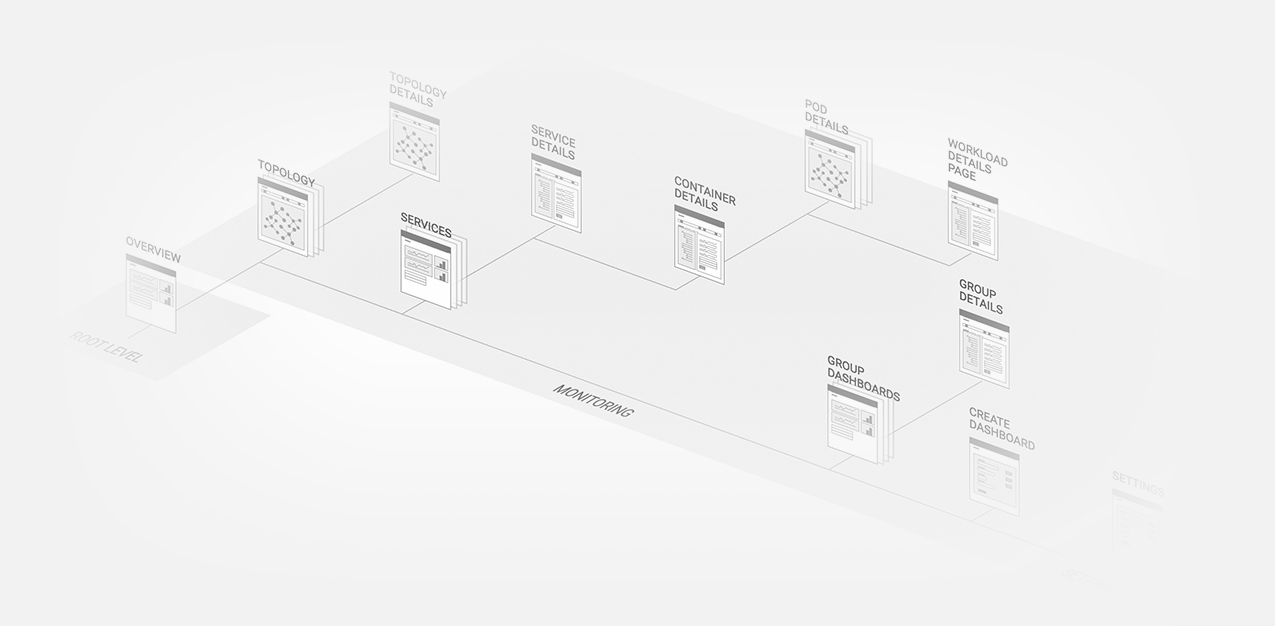 TOPOLOGY
DETAILS
POD
DETAILS
SERVICE
DETAILS
WORKLOAD
DETAILS
PAGE
TOPOLOGY
CONTAINER
DETAILS
SERVICES
OVERVIEW
GROUP
DETAILS
ROOT LEVEL
GROUP
DASHBOARDS
MONITORING
CREATE
DASHBOARD
SETTINGS